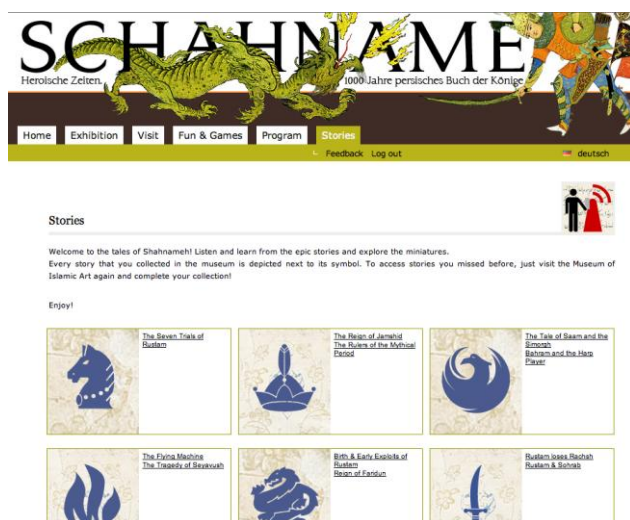 SCHAHNAME
Heroische Zeiten.
1000 Jahre persisches Buch der Könige
Home Exhibition Visit Fun & Games Program Stories
Feedback Log out deutsch
Stories
Welcome to the tales of Shahnameh! Listen and learn from the epic stories and explore the miniatures.
Every story that you collected in the museum is depicted next to its symbol. To access stories you missed before, just visit the Museum of
Islamic Art again and complete your collection!
Enjoy!
The Seven Trials of
Rustam
The Reign of Jamshid
The Rulers of the Mythical
Period
The Tale of Saam and the
Simorgh
Bahram and the Harp
Player
The Flying Machine
The Tragedy of Seyavush
Birth & Early Exploits of
Rustam
Reign of Faridun
Rustam loses Rachsh
Rustam & Sohrab